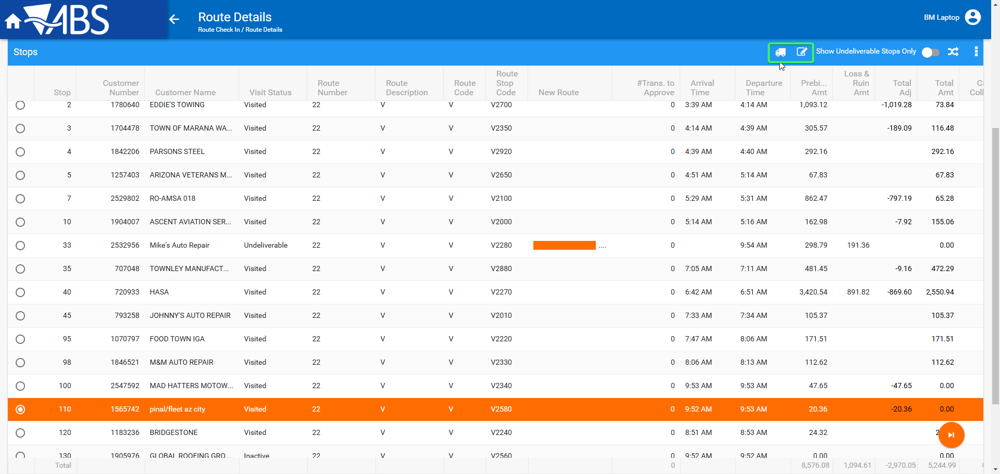 ABS
Route Details
Route Check In / Route Details
BM Laptop
Stops
Show Undeliverable Stops Only
Stop Customer Number Customer Name Visit Status Route Number Route Description Route Code Route Stop Code New Route #Trans. to Approve Arrival Time Departure Time Prebi... Amt Loss & Ruin Amt Total Adj Total Amt
2 1780640 EDDIE'S TOWING Visited 22 V V V2700 0 3:39 AM 4:14 AM 1,093.12 -1,019.28 73.84
3 1704478 TOWN OF MARANA WA... Visited 22 V V V2350 0 4:14 AM 4:39 AM 305.57 -189.09 116.48
4 1842206 PARSONS STEEL Visited 22 V V V2920 0 4:39 AM 4:40 AM 292.16 292.16
5 1257403 ARIZONA VETERANS M... Visited 22 V V V2650 0 4:51 AM 5:14 AM 67.83 67.83
7 2529802 RO-AMSA 018 Visited 22 V V V2100 0 5:29 AM 5:31 AM 862.47 -797.19 65.28
10 1904007 ASCENT AVIATION SER... Visited 22 V V V2000 0 5:14 AM 5:16 AM 162.98 -7.92 155.06
33 2532956 Mike's Auto Repair Undeliverable 22 V V V2280 .... 0 9:54 AM 298.79 191.36 0.00
35 707048 TOWNLEY MANUFACT... Visited 22 V V V2880 0 7:05 AM 7:11 AM 481.45 -9.16 472.29
40 720933 HASA Visited 22 V V V2270 0 6:42 AM 6:51 AM 3,420.54 891.82 -869.60 2,550.94
45 793258 JOHNNY'S AUTO REPAIR Visited 22 V V V2010 0 7:33 AM 7:34 AM 105.37 105.37
95 1070797 FOOD TOWN IGA Visited 22 V V V2220 0 7:47 AM 8:06 AM 171.51 171.51
98 1846521 M&M AUTO REPAIR Visited 22 V V V2330 0 8:06 AM 8:13 AM 112.62 112.62
100 2547592 MAD HATTERS MOTOW... Visited 22 V V V2340 0 9:53 AM 9:53 AM 47.65 -47.65 0.00
110 1565742 pinal/fleet az city Visited 22 V V V2580 0 9:52 AM 9:53 AM 20.36 -20.36 0.00
120 1183236 BRIDGESTONE Visited 22 V V V2240 0 8:51 AM 8:53 AM 24.32
130 1905976 GLOBAL ROOFING GRO... Inactive 22 V V V2560 0 9:52 AM 9:52 AM 0.00 0.00
Total 0 8,576.08 1,094.61 -2,970.05 5,244.99